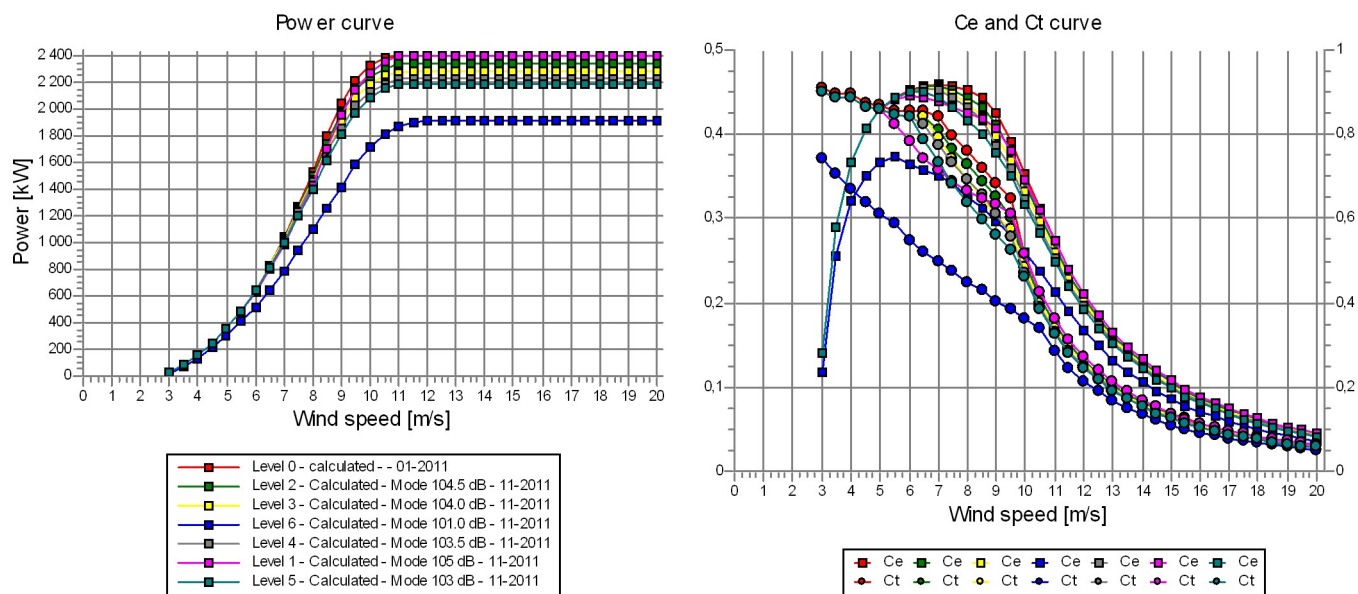 Power curve
2 400
2 200
2 000
1 800
1 600
1 400
1 200
1 000
800
600
400
200
0
Power [kW]
0 1 2 3 4 5 6 7 8 9 10 11 12 13 14 15 16 17 18 19 20
Wind speed [m/s]
Level 0 - calculated - - 01-2011
Level 2 - Calculated - Mode 104.5 dB - 11-2011
Level 3 - Calculated - Mode 104.0 dB - 11-2011
Level 6 - Calculated - Mode 101.0 dB - 11-2011
Level 4 - Calculated - Mode 103.5 dB - 11-2011
Level 1 - Calculated - Mode 105 dB - 11-2011
Level 5 - Calculated - Mode 103 dB - 11-2011
Ce and Ct curve
0,5
0,4
0,3
0,2
0,1
0
1
0,8
0,6
0,4
0,2
0
0 1 2 3 4 5 6 7 8 9 10 11 12 13 14 15 16 17 18 19 20
Wind speed [m/s]
Ce Ce Ce Ce Ce Ce Ce
Ct Ct Ct Ct Ct Ct Ct